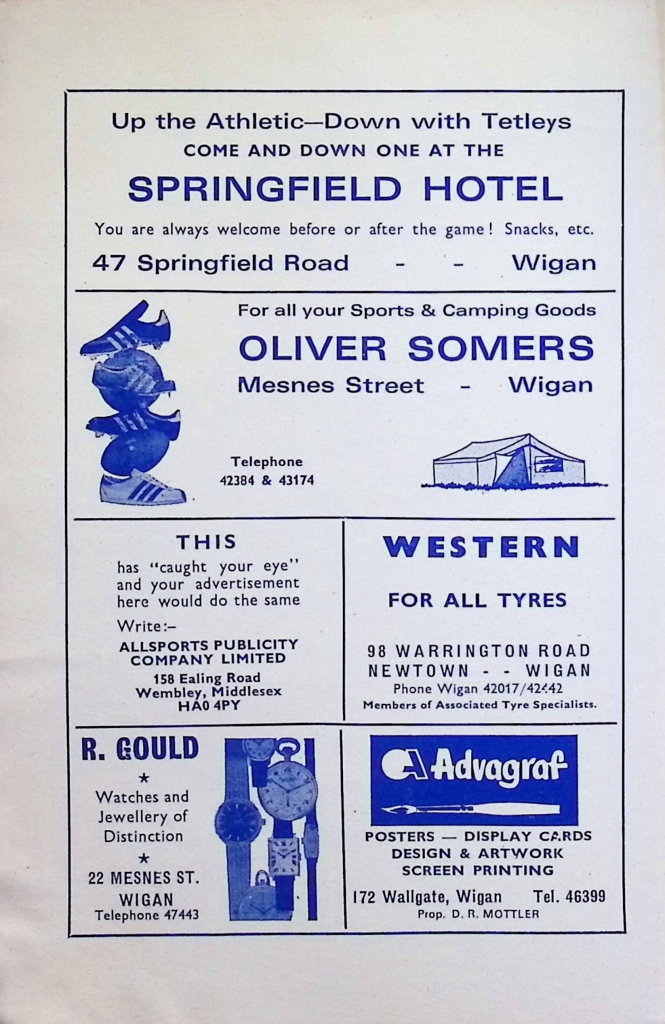 Up the Athletic—Down with Tetleys
COME AND DOWN ONE AT THE
SPRINGFIELD HOTEL
You are always welcome before or after the game! Snacks, etc.
47 Springfield Road - - Wigan
For all your Sports & Camping Goods
OLIVER SOMERS
Mesnes Street - Wigan
Telephone
42384 & 43174
THIS
has "caught your eye"
and your advertisement
here would do the same
Write:–
ALLSPORTS PUBLICITY
COMPANY LIMITED
158 Ealing Road
Wembley, Middlesex
HA0 4PY
WESTERN
FOR ALL TYRES
98 WARRINGTON ROAD
NEWTOWN - - WIGAN
Phone Wigan 42017/42442
Members of Associated Tyre Specialists.
R. GOULD
★
Watches and
Jewellery of
Distinction
★
22 MESNES ST.
WIGAN
Telephone 47443
Advagraf
POSTERS — DISPLAY CARDS
DESIGN & ARTWORK
SCREEN PRINTING
172 Wallgate, Wigan Tel. 46399
Prop. D. R. MOTTLER